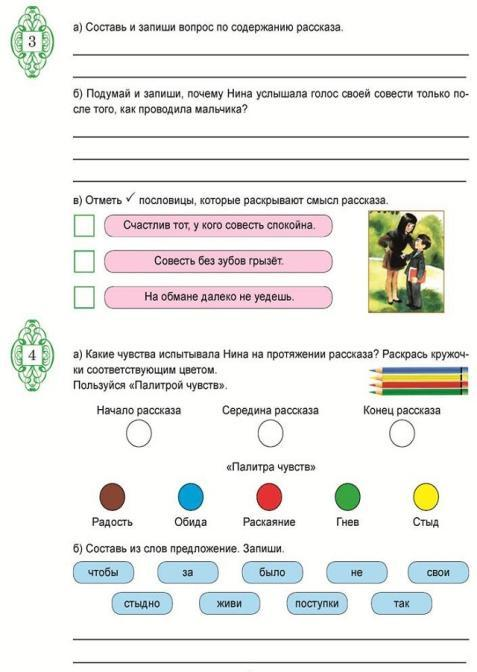 3
а) Составь и запиши вопрос по содержанию рассказа.
б) Подумай и запиши, почему Нина услышала голос своей совести только по-
сле того, как проводила мальчика?
в) Отметь ✓ пословицы, которые раскрывают смысл рассказа.
Счастлив тот, у кого совесть спокойна.
Совесть без зубов грызёт.
На обмане далеко не уедешь.
4
а) Какие чувства испытывала Нина на протяжении рассказа? Раскрась кружоч-
ки соответствующим цветом.
Пользуйся «Палитрой чувств».
Начало рассказа Середина рассказа Конец рассказа
«Палитра чувств»
Радость Обида Раскаяние Гнев Стыд
б) Составь из слов предложение. Запиши.
чтобы за было не свои
стыдно живи поступки так